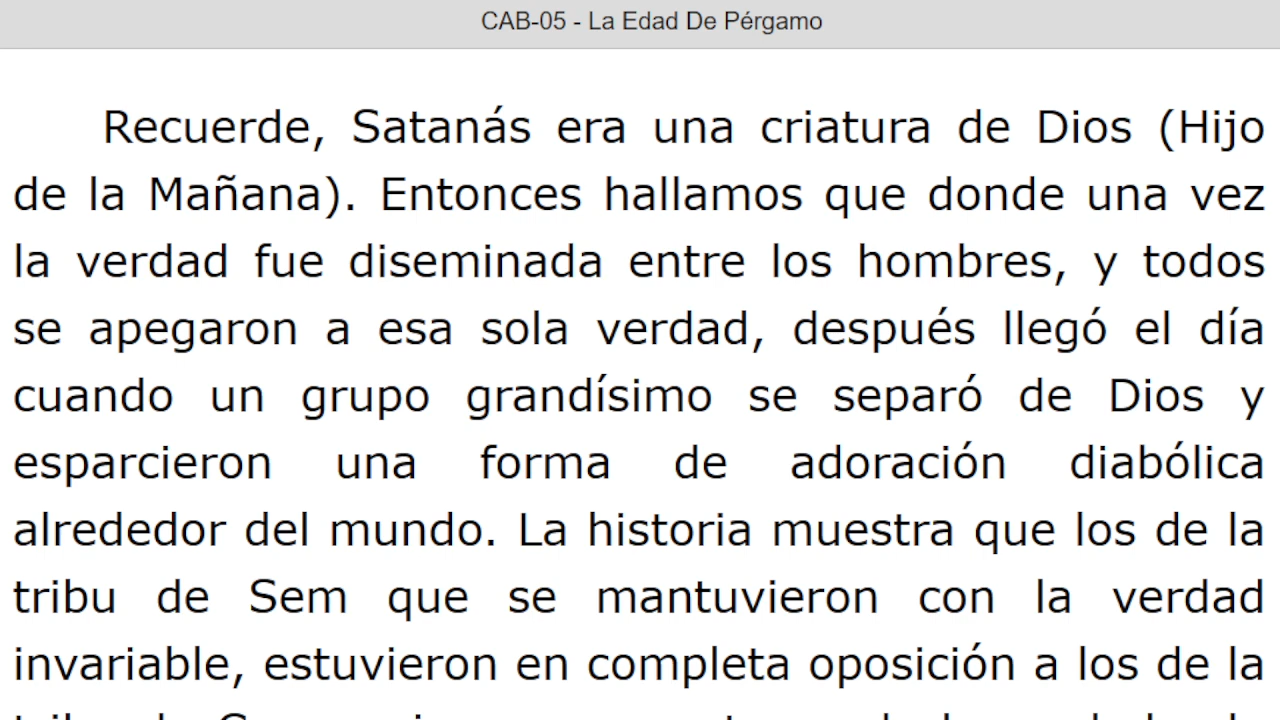 CAB-05 - La Edad De Pérgamo
Recuerde, Satanás era una criatura de Dios (Hijo
de la Mañana). Entonces hallamos que donde una vez
la verdad fue diseminada entre los hombres, y todos
se apegaron a esa sola verdad, después llegó el día
cuando un grupo grandísimo se separó de Dios y
esparcieron una forma de adoración diabólica
alrededor del mundo. La historia muestra que los de la
tribu de Sem que se mantuvieron con la verdad
invariable, estuvieron en completa oposición a los de la